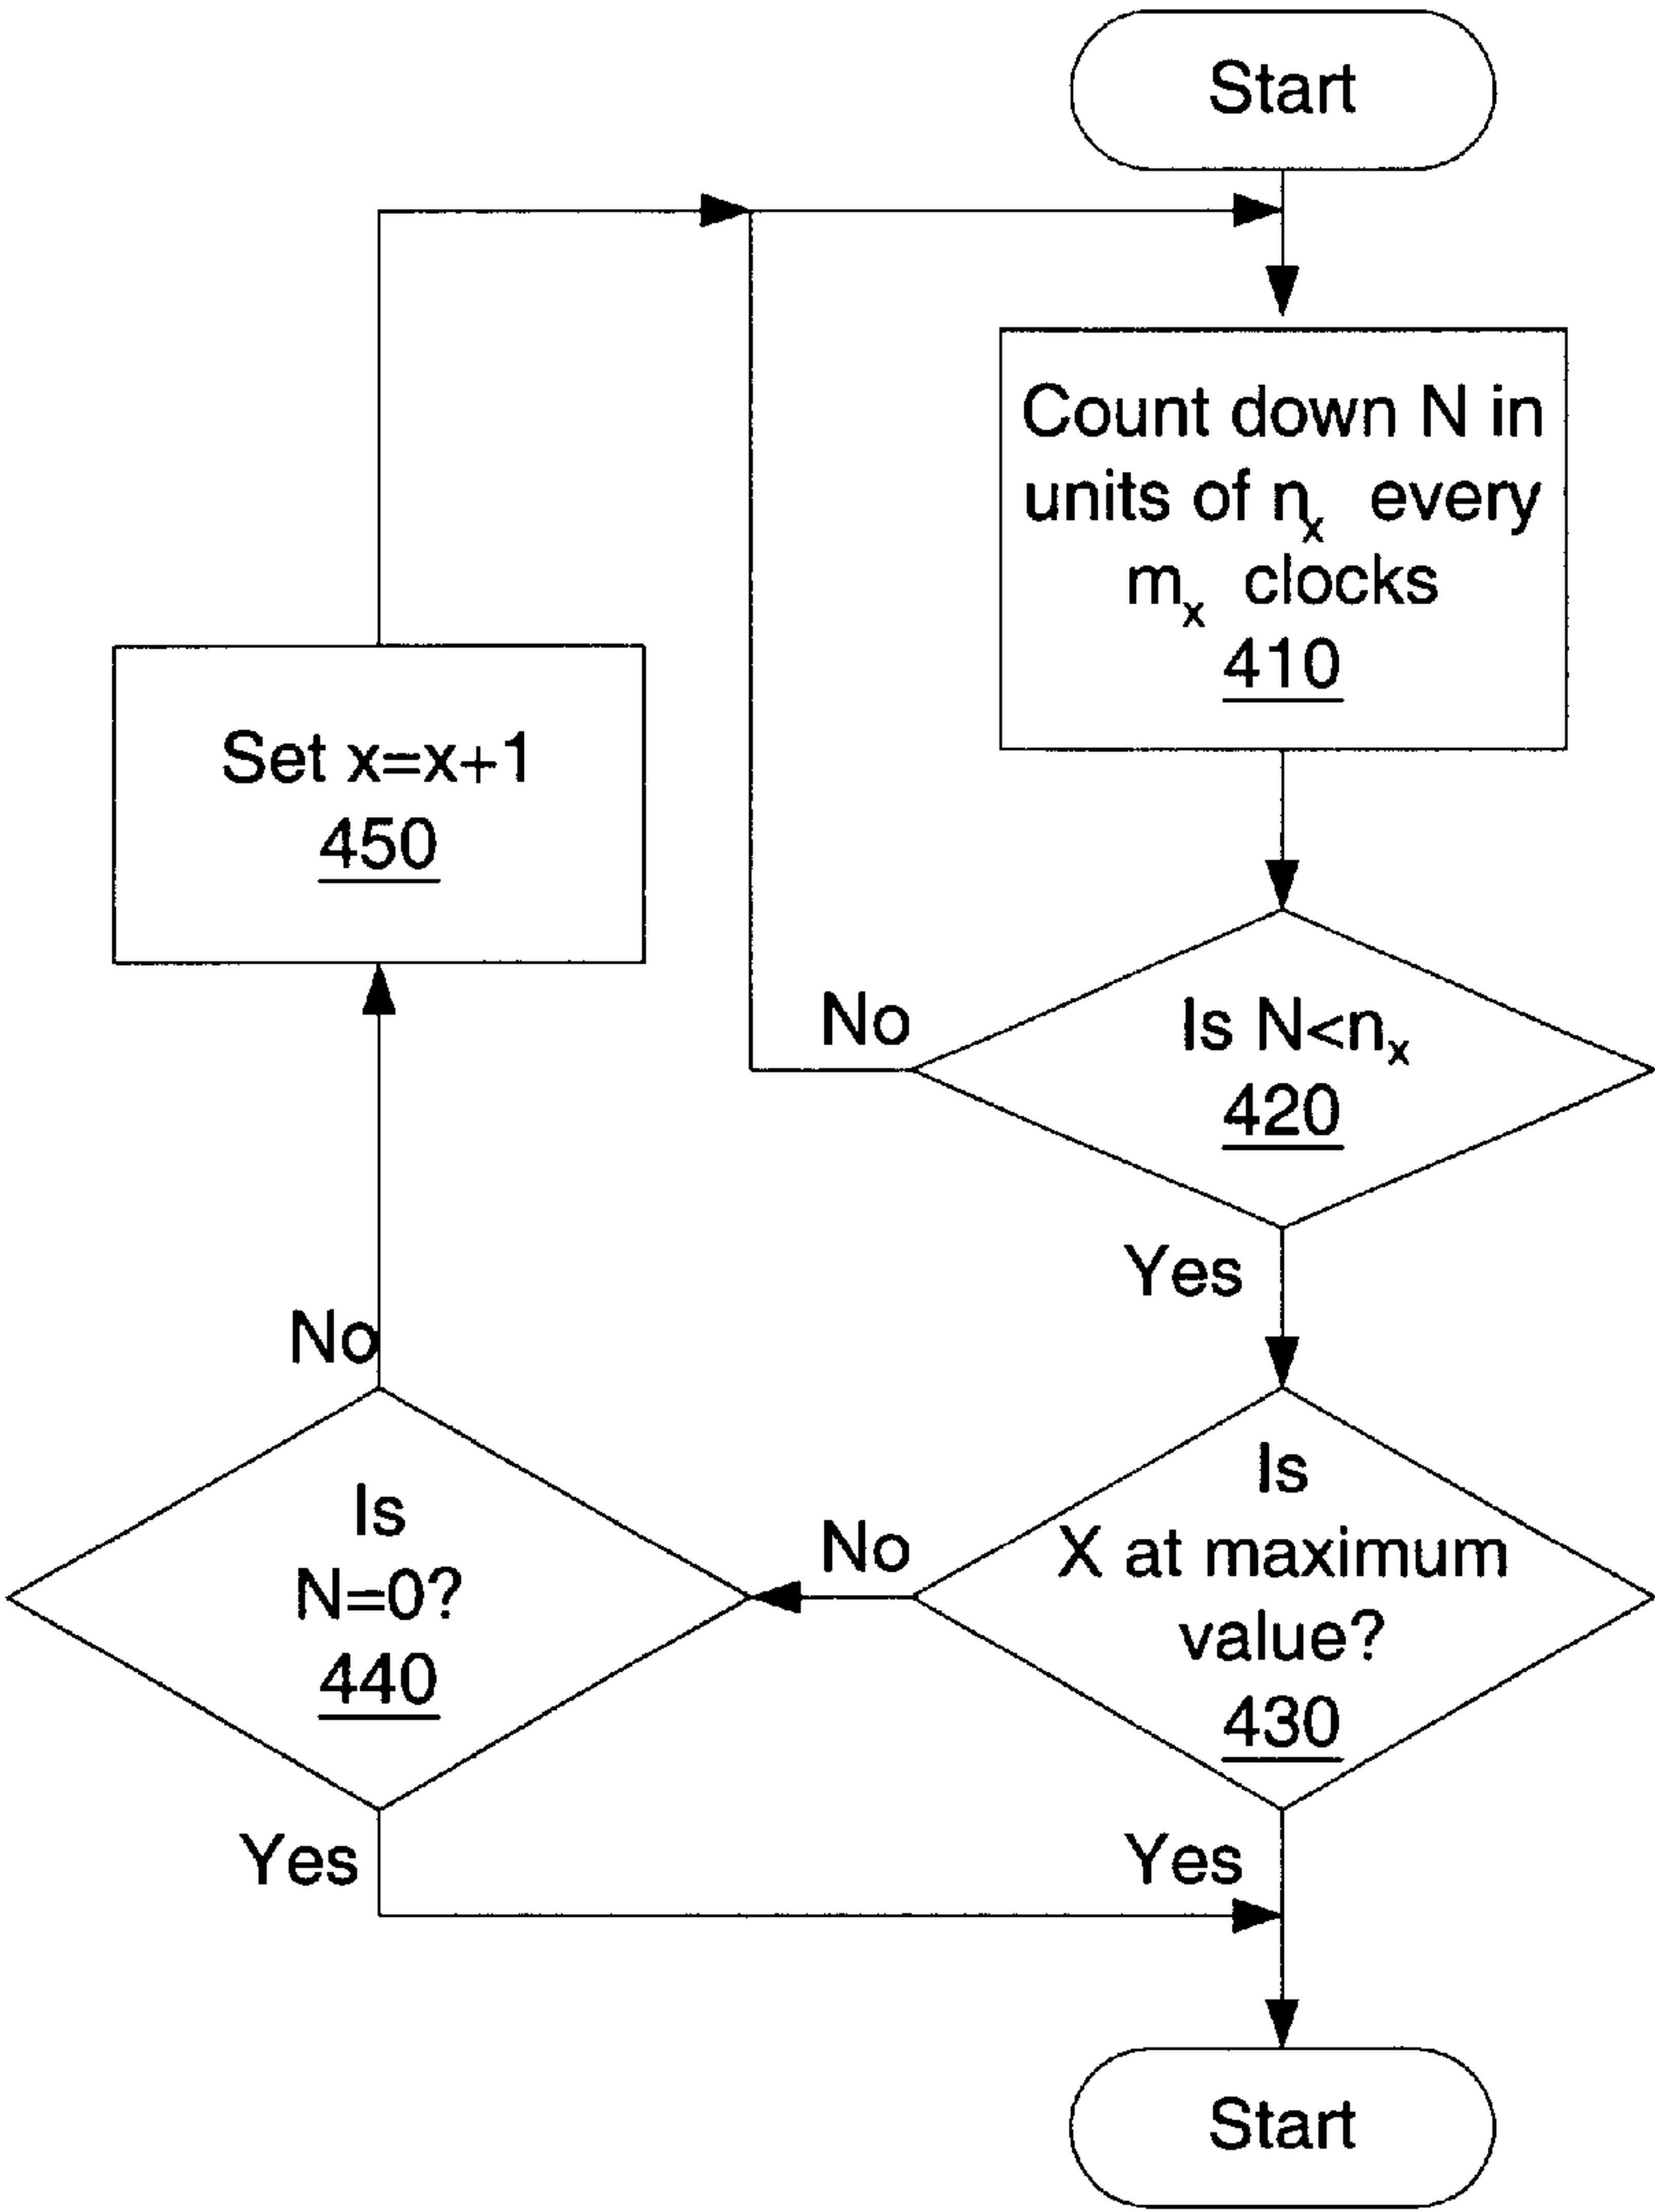 Start
Count down N in
units of nₓ every
mₓ clocks
410
Set x=x+1
450
No
Is N<nₓ
420
Yes
No
Is
X at maximum
value?
430
No
Is
N=0?
440
Yes
Yes
Start